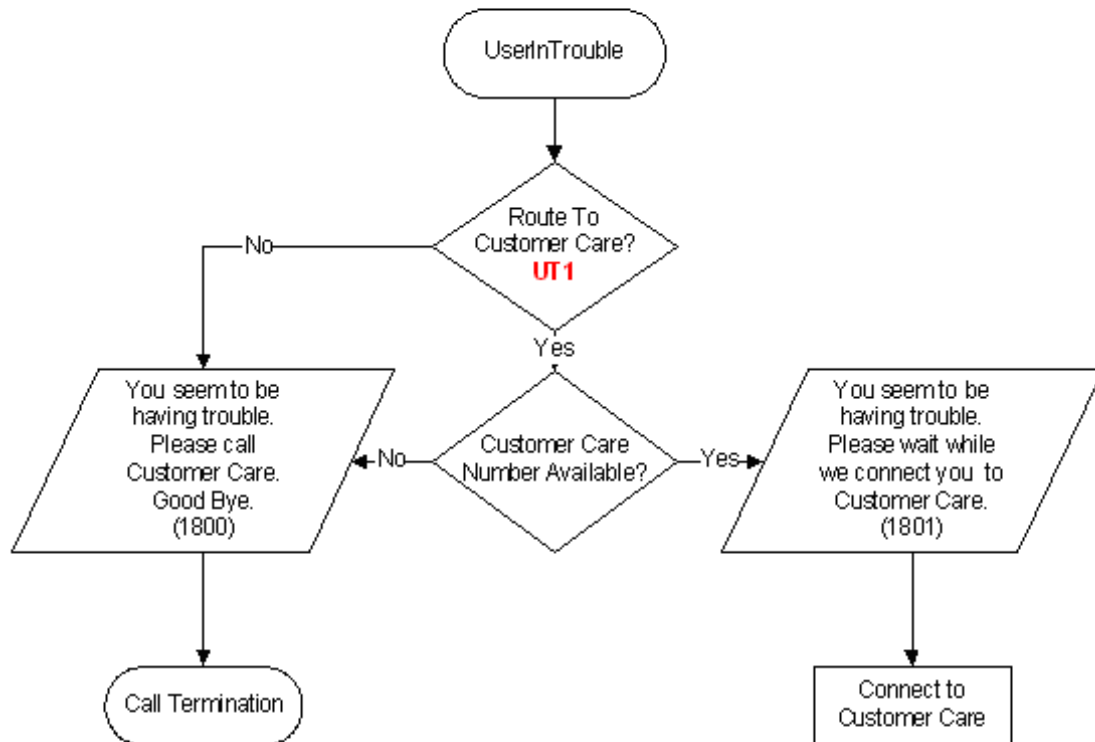 UserInTrouble
Route To
Customer Care?
UT1
No
Yes
You seem to be
having trouble.
Please call
Customer Care.
Good Bye.
(1800)
No
Customer Care
Number Available?
Yes
You seem to be
having trouble.
Please wait while
we connect you to
Customer Care.
(1801)
Call Termination
Connect to
Customer Care